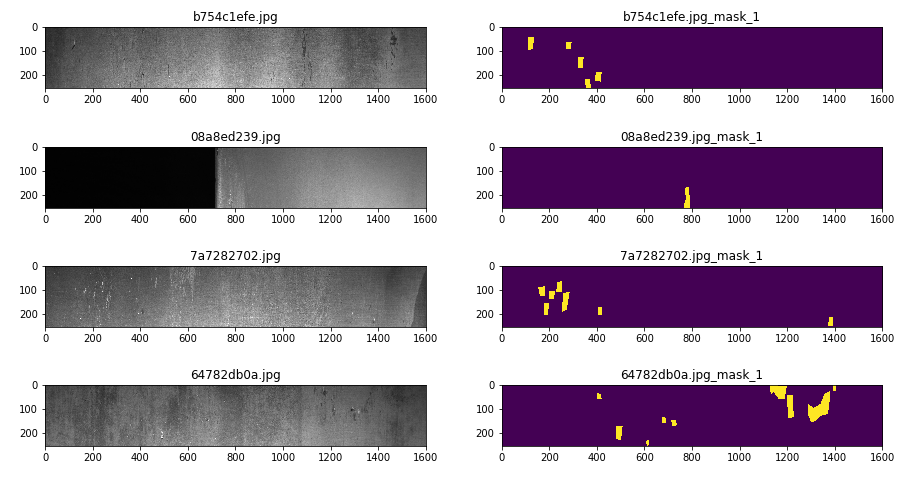 b754c1efe.jpg
b754c1efe.jpg_mask_1
0
100
200
0 200 400 600 800 1000 1200 1400 1600
0
100
200
0 200 400 600 800 1000 1200 1400 1600
08a8ed239.jpg
08a8ed239.jpg_mask_1
0
100
200
0 200 400 600 800 1000 1200 1400 1600
0
100
200
0 200 400 600 800 1000 1200 1400 1600
7a7282702.jpg
7a7282702.jpg_mask_1
0
100
200
0 200 400 600 800 1000 1200 1400 1600
0
100
200
0 200 400 600 800 1000 1200 1400 1600
64782db0a.jpg
64782db0a.jpg_mask_1
0
100
200
0 200 400 600 800 1000 1200 1400 1600
0
100
200
0 200 400 600 800 1000 1200 1400 1600